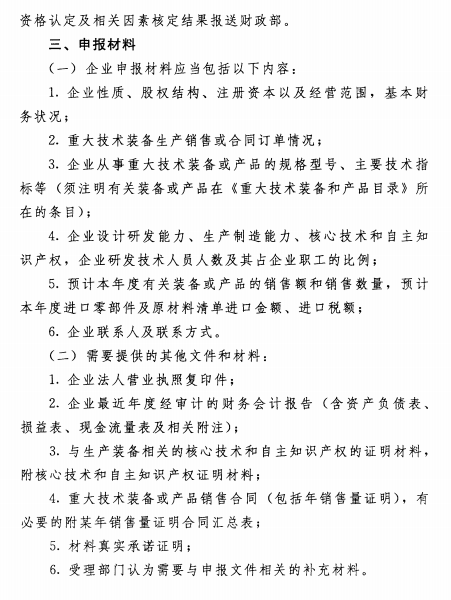 资格认定及相关因素核定结果报送财政部。
三、申报材料
（一）企业申报材料应当包括以下内容：
1. 企业性质、股权结构、注册资本以及经营范围，基本财
务状况；
2. 重大技术装备生产销售或合同订单情况；
3. 企业从事重大技术装备或产品的规格型号、主要技术指
标等（须注明有关装备或产品在《重大技术装备和产品目录》所
在的条目）；
4. 企业设计研发能力、生产制造能力、核心技术和自主知
识产权，企业研发技术人员人数及其占企业职工的比例；
5. 预计本年度有关装备或产品的销售额和销售数量，预计
本年度进口零部件及原材料清单进口金额、进口税额；
6. 企业联系人及联系方式。
（二）需要提供的其他文件和材料：
1. 企业法人营业执照复印件；
2. 企业最近年度经审计的财务会计报告（含资产负债表、
损益表、现金流量表及相关附注）；
3. 与生产装备相关的核心技术和自主知识产权的证明材料，
附核心技术和自主知识产权证明材料；
4. 重大技术装备或产品销售合同（包括年销售量证明），有
必要的附某年销售量证明合同汇总表；
5. 材料真实承诺证明；
6. 受理部门认为需要与申报文件相关的补充材料。